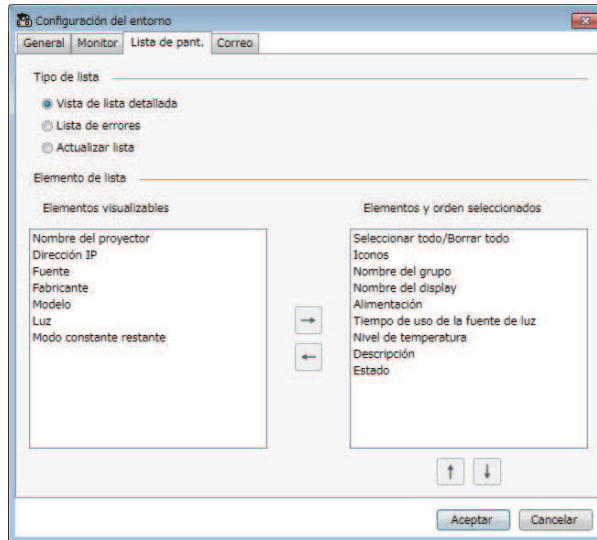 Configuración del entorno
General Monitor Lista de pant. Correo
Tipo de lista
Vista de lista detallada
Lista de errores
Actualizar lista
Elemento de lista
Elementos visualizables
Nombre del proyector
Dirección IP
Fuente
Fabricante
Modelo
Luz
Modo constante restante
Elementos y orden seleccionados
Seleccionar todo/Borrar todo
Iconos
Nombre del grupo
Nombre del display
Alimentación
Tiempo de uso de la fuente de luz
Nivel de temperatura
Descripción
Estado
Aceptar Cancelar